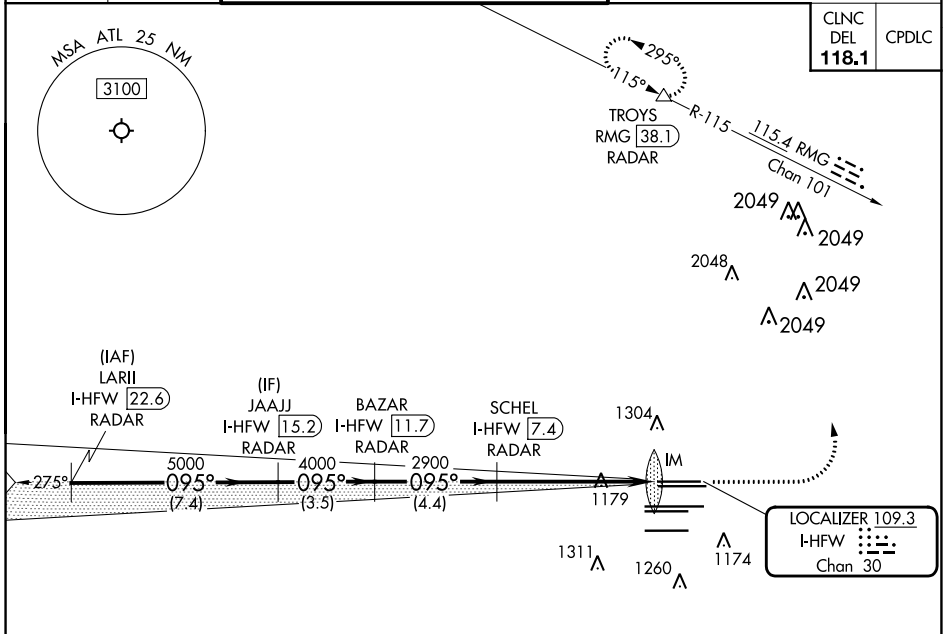 CLNC
DEL
118.1
CPDLC
MSA ATL 25 NM
3100
295°
115°
TROYS
RMG 38.1
RADAR
R-115
115.4 RMG
Chan 101
2049
2049
2048
2049
2049
(IAF)
LARII
I-HFW 22.6
RADAR
(IF)
JAAJJ
I-HFW 15.2
RADAR
BAZAR
I-HFW 11.7
RADAR
SCHEL
I-HFW 7.4
RADAR
1304
IM
275°
5000
095°
(7.4)
4000
095°
(3.5)
2900
095°
(4.4)
1179
1311
1260
1174
LOCALIZER 109.3
I-HFW
Chan 30